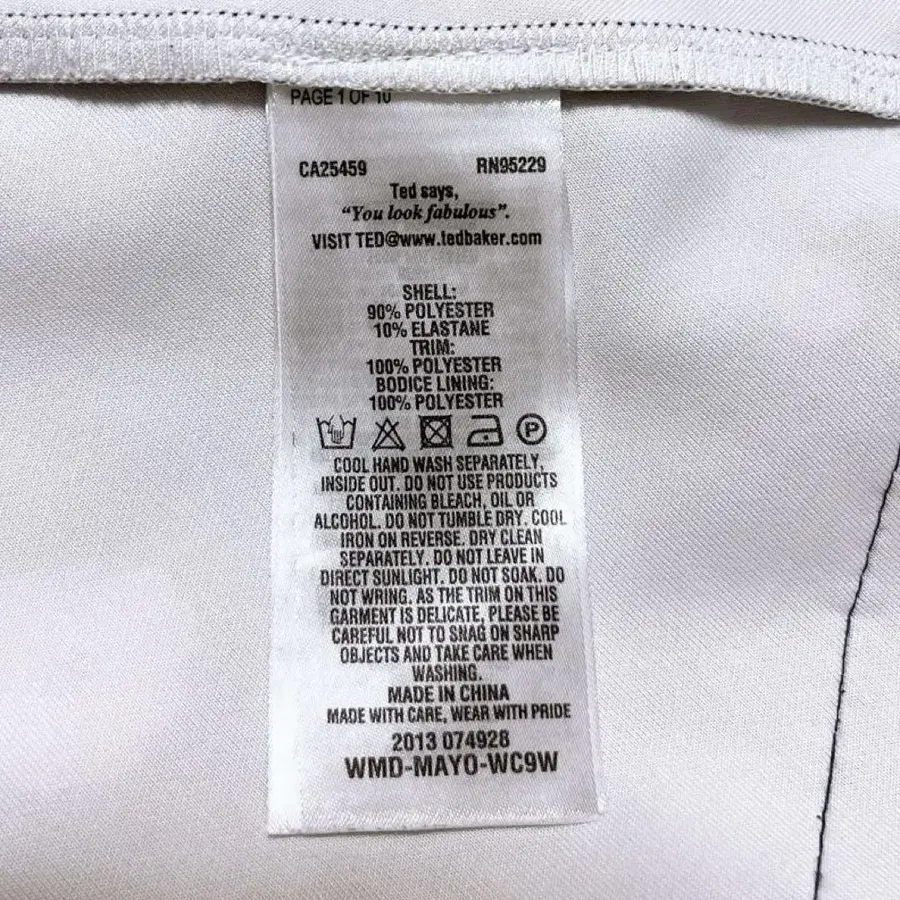 PAGE 1 OF 10
CA25459 RN95229
Ted says,
“You look fabulous”.
VISIT TED@www.tedbaker.com
SHELL:
90% POLYESTER
10% ELASTANE
TRIM:
100% POLYESTER
BODICE LINING:
100% POLYESTER
P
COOL HAND WASH SEPARATELY,
INSIDE OUT. DO NOT USE PRODUCTS
CONTAINING BLEACH, OIL OR
ALCOHOL. DO NOT TUMBLE DRY. COOL
IRON ON REVERSE. DRY CLEAN
SEPARATELY. DO NOT LEAVE IN
DIRECT SUNLIGHT. DO NOT SOAK. DO
NOT WRING. AS THE TRIM ON THIS
GARMENT IS DELICATE, PLEASE BE
CAREFUL NOT TO SNAG ON SHARP
OBJECTS AND TAKE CARE WHEN
WASHING.
MADE IN CHINA
MADE WITH CARE, WEAR WITH PRIDE
2013 074928
WMD-MAYO-WC9W